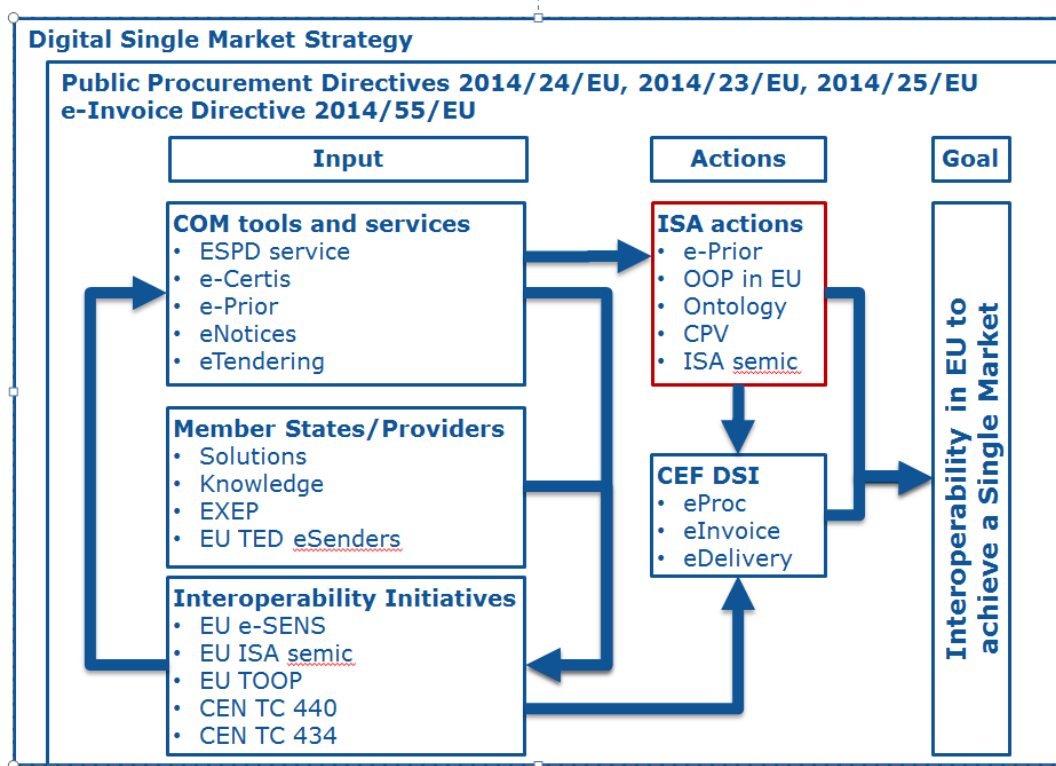 Digital Single Market Strategy
Public Procurement Directives 2014/24/EU, 2014/23/EU, 2014/25/EU
e-Invoice Directive 2014/55/EU
Input
Actions
Goal
COM tools and services
• ESPD service
• e-Certis
• e-Prior
• eNotices
• eTendering
Member States/Providers
• Solutions
• Knowledge
• EXEP
• EU TED eSenders
Interoperability Initiatives
• EU e-SENS
• EU ISA semic
• EU TOOP
• CEN TC 440
• CEN TC 434
ISA actions
• e-Prior
• OOP in EU
• Ontology
• CPV
• ISA semic
CEF DSI
• eProc
• eInvoice
• eDelivery
Interoperability in EU to
achieve a Single Market